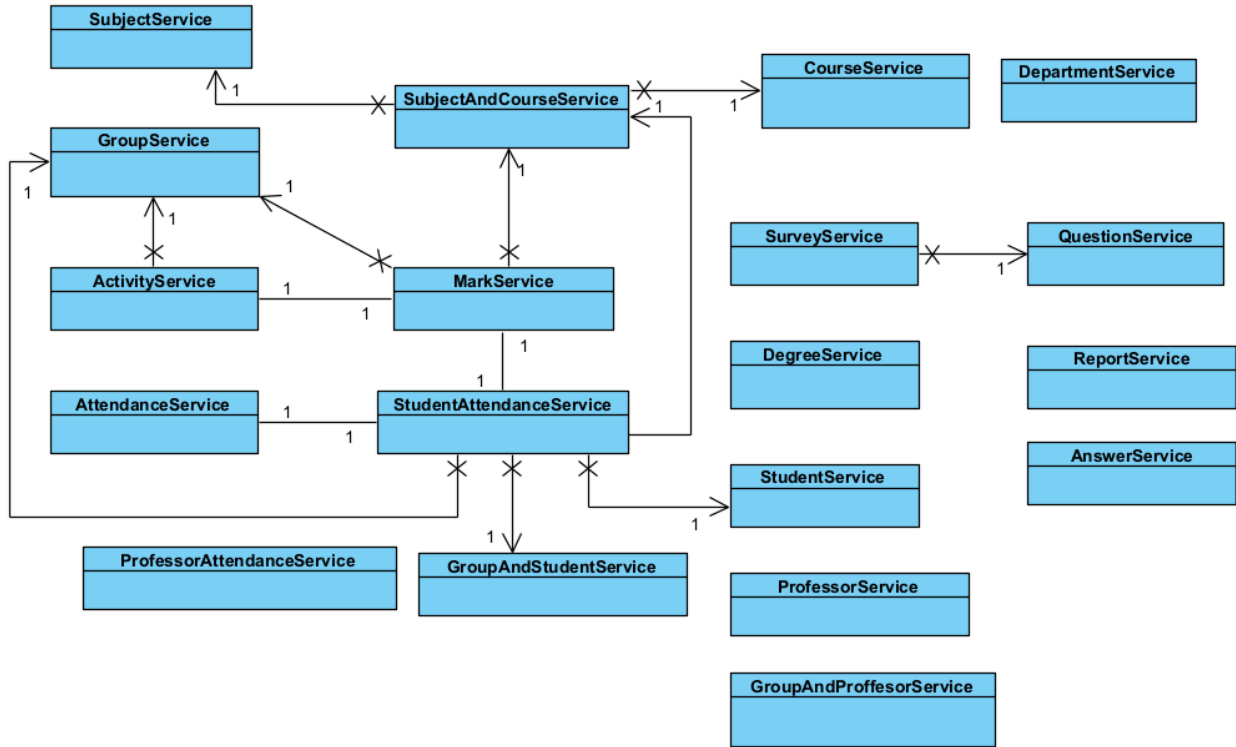 SubjectService
CourseService
DepartmentService
SubjectAndCourseService
1
1
1
GroupService
1
1
1
1
SurveyService
QuestionService
1
ActivityService
MarkService
1
1
1
DegreeService
ReportService
1
AttendanceService
StudentAttendanceService
1
1
AnswerService
StudentService
1
1
ProfessorAttendanceService
GroupAndStudentService
ProfessorService
GroupAndProffesorService